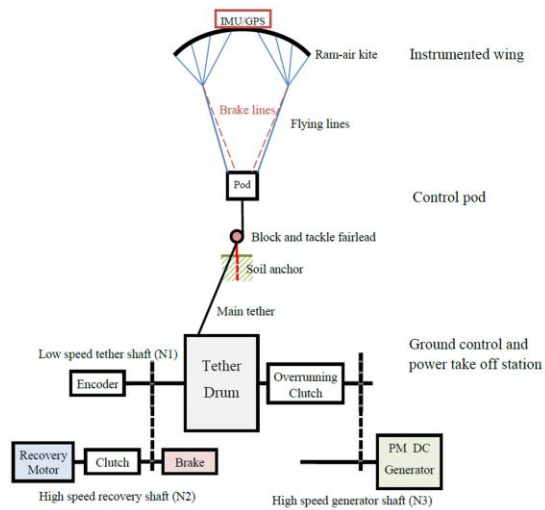 IMU/GPS
Ram-air kite
Instrumented wing
Brake lines
Flying lines
Pod
Control pod
Block and tackle fairlead
Soil anchor
Main tether
Low speed tether shaft (N1)
Tether
Drum
Ground control and
power take off station
Encoder
Overrunning
Clutch
Recovery
Motor
Clutch
Brake
PM DC
Generator
High speed recovery shaft (N2)
High speed generator shaft (N3)